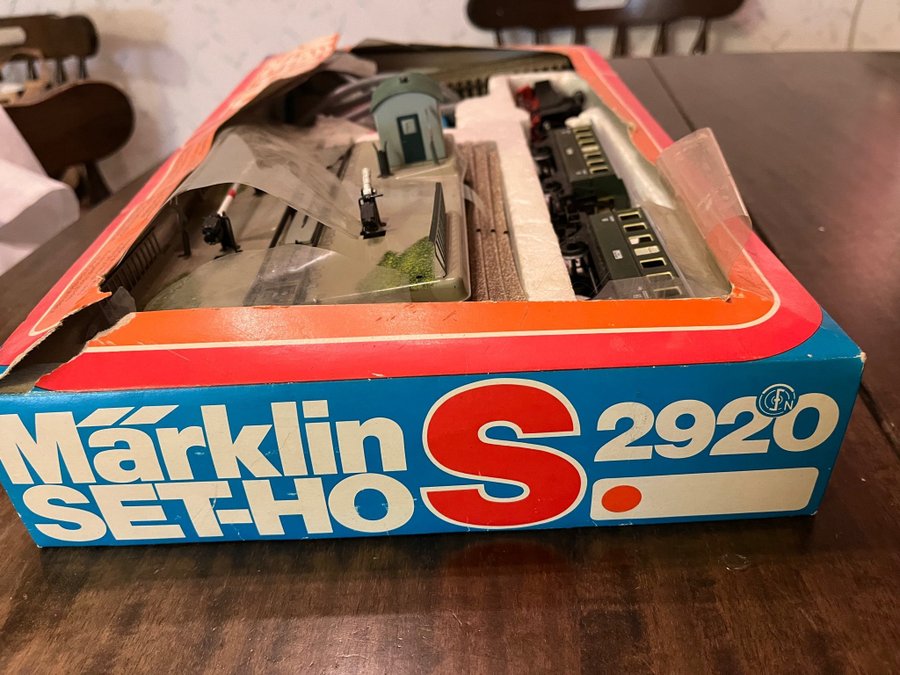 Märklin
SET-HO
S
2920